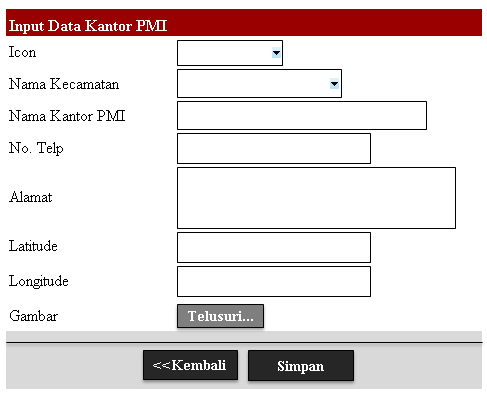 Input Data Kantor PMI
Icon
Nama Kecamatan
Nama Kantor PMI
No. Telp
Alamat
Latitude
Longitude
Gambar Telusuri...
<<Kembali Simpan